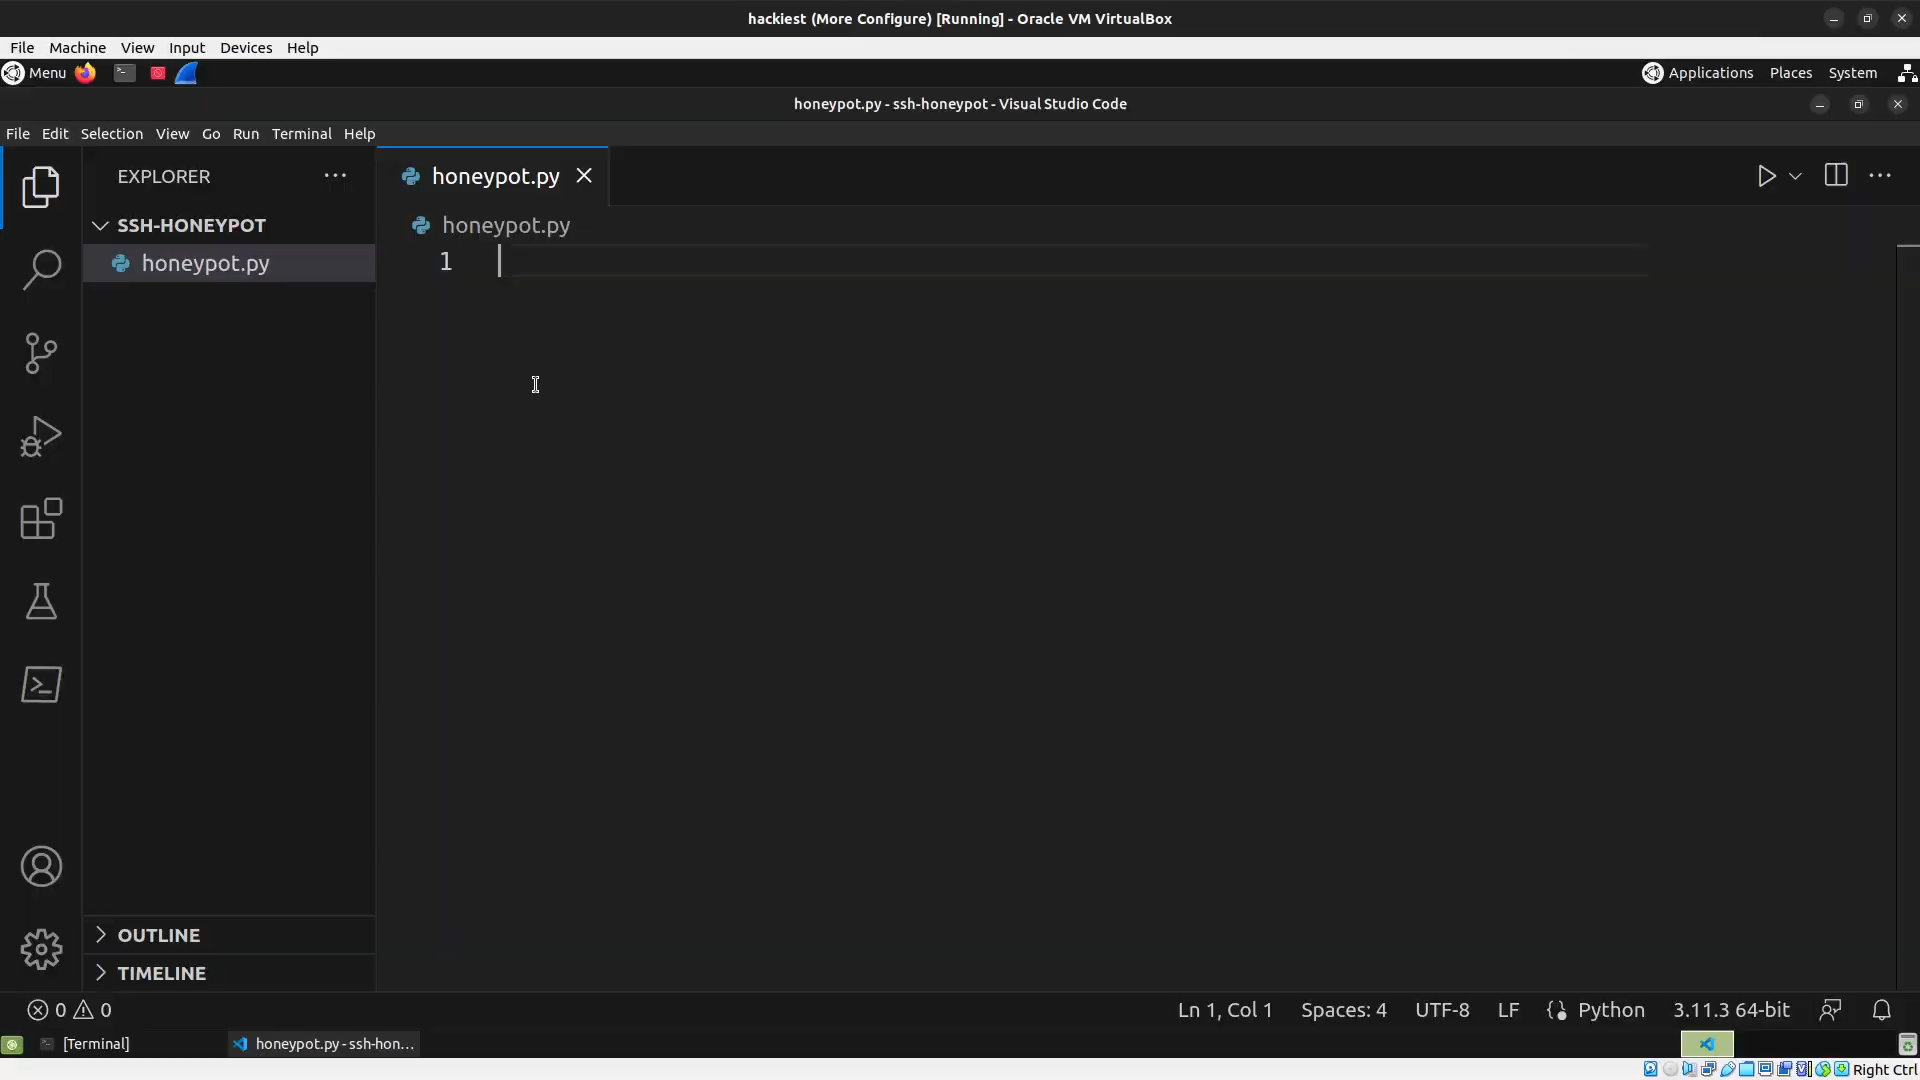 hackiest (More Configure) [Running] - Oracle VM VirtualBox
File Machine View Input Devices Help
Menu Applications Places System
honeypot.py - ssh-honeypot - Visual Studio Code
File Edit Selection View Go Run Terminal Help
EXPLORER
honeypot.py
SSH-HONEYPOT
honeypot.py
honeypot.py
1
OUTLINE
TIMELINE
0 0 Ln 1, Col 1 Spaces: 4 UTF-8 LF Python 3.11.3 64-bit
[Terminal] honeypot.py - ssh-hon...
Right Ctrl